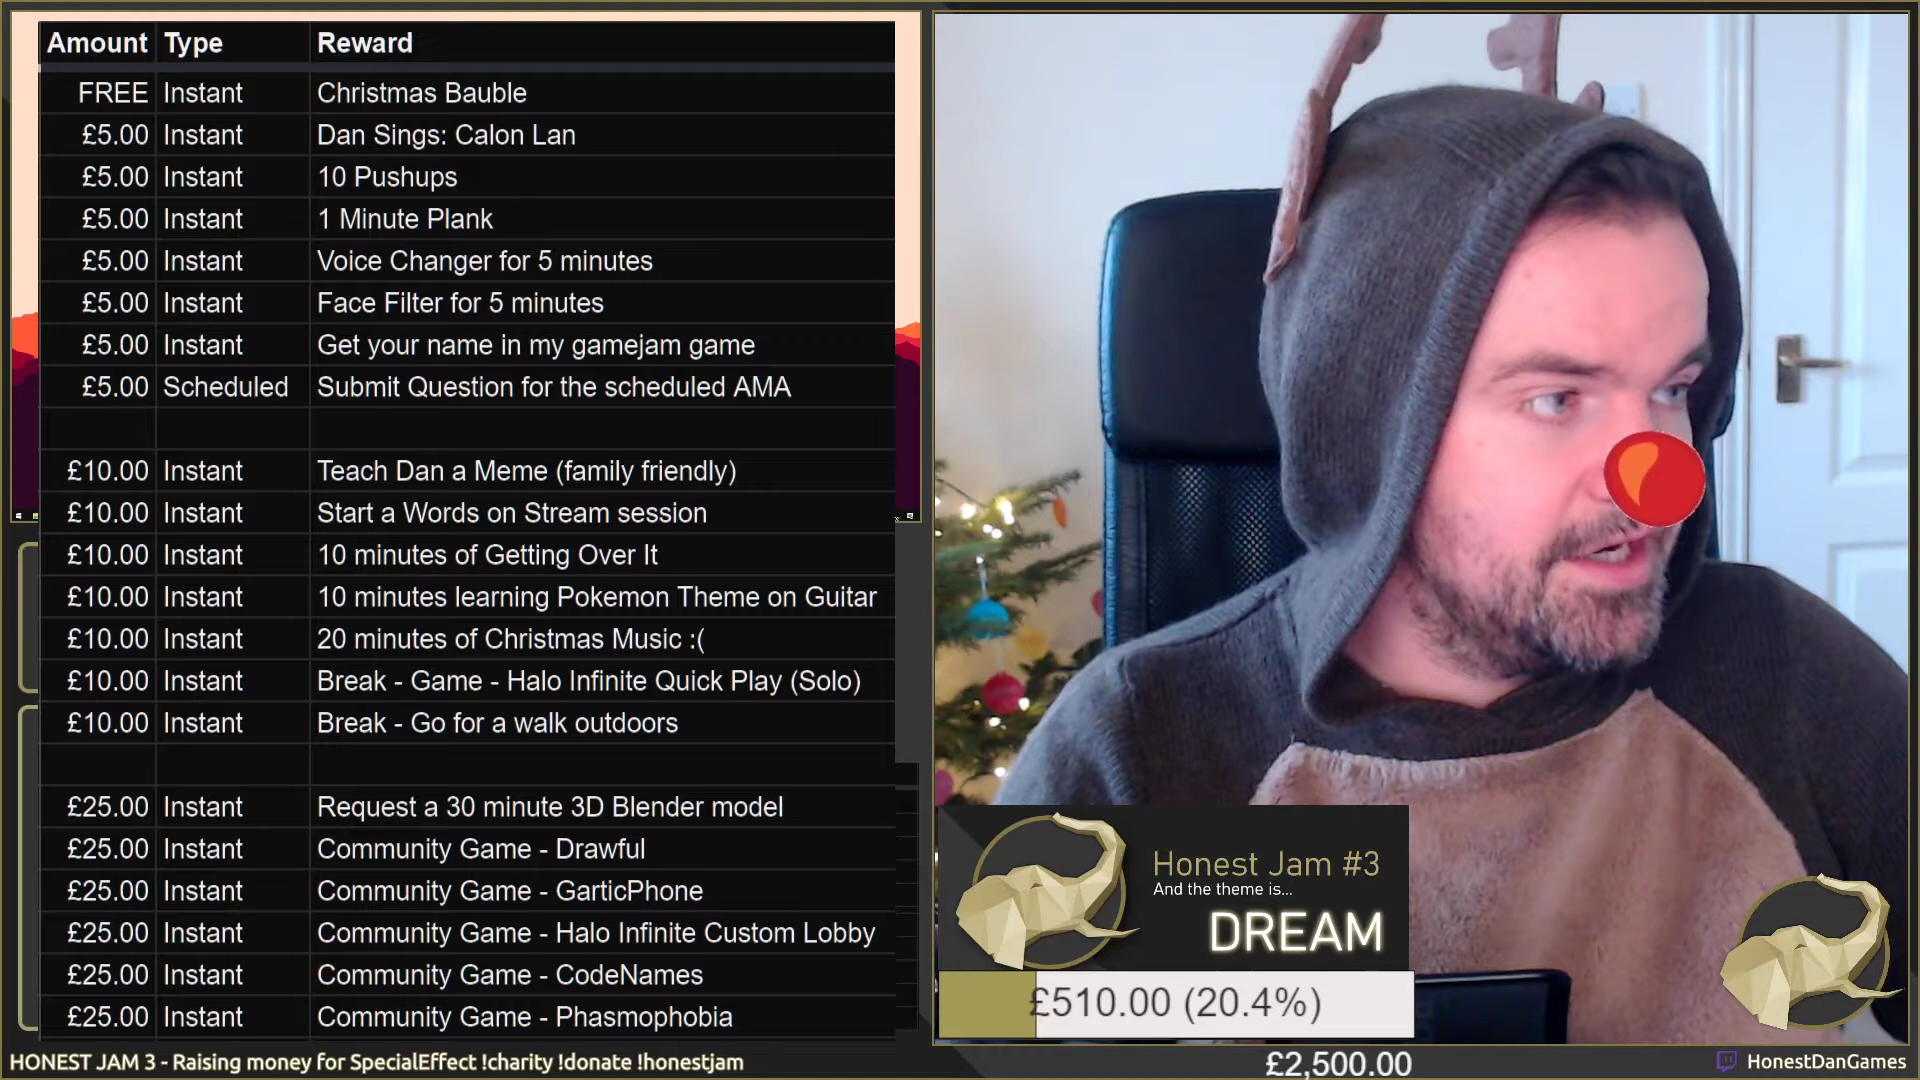 Amount Type Reward
FREE Instant Christmas Bauble
£5.00 Instant Dan Sings: Calon Lan
£5.00 Instant 10 Pushups
£5.00 Instant 1 Minute Plank
£5.00 Instant Voice Changer for 5 minutes
£5.00 Instant Face Filter for 5 minutes
£5.00 Instant Get your name in my gamejam game
£5.00 Scheduled Submit Question for the scheduled AMA
£10.00 Instant Teach Dan a Meme (family friendly)
£10.00 Instant Start a Words on Stream session
£10.00 Instant 10 minutes of Getting Over It
£10.00 Instant 10 minutes learning Pokemon Theme on Guitar
£10.00 Instant 20 minutes of Christmas Music :(
£10.00 Instant Break - Game - Halo Infinite Quick Play (Solo)
£10.00 Instant Break - Go for a walk outdoors
£25.00 Instant Request a 30 minute 3D Blender model
£25.00 Instant Community Game - Drawful
£25.00 Instant Community Game - GarticPhone
£25.00 Instant Community Game - Halo Infinite Custom Lobby
£25.00 Instant Community Game - CodeNames
£25.00 Instant Community Game - Phasmophobia
Honest Jam #3
And the theme is...
DREAM
£510.00 (20.4%)
HONEST JAM 3 - Raising money for SpecialEffect !charity !donate !honestjam
£2,500.00
HonestDanGames